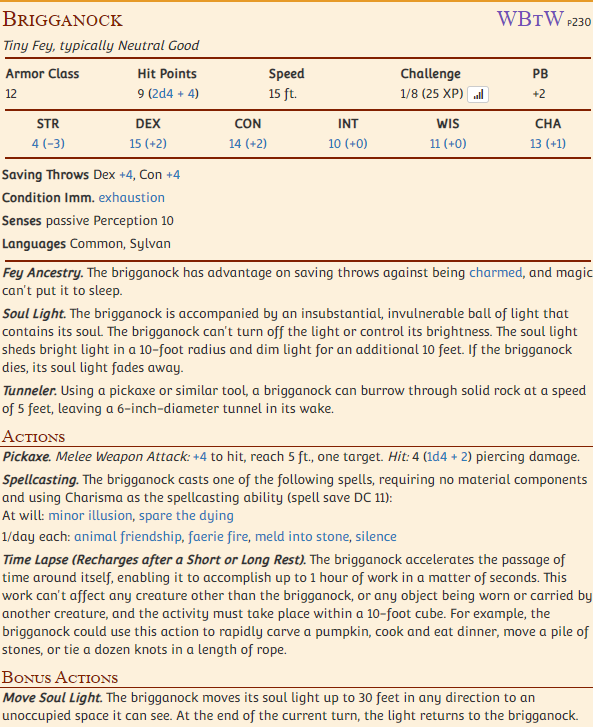 BRIGGANOCK WBtW P230
Tiny Fey, typically Neutral Good
Armor Class Hit Points Speed Challenge PB
12 9 (2d4 + 4) 15 ft. 1/8 (25 XP) +2
STR DEX CON INT WIS CHA
4 (−3) 15 (+2) 14 (+2) 10 (+0) 11 (+0) 13 (+1)
Saving Throws Dex +4, Con +4
Condition Imm. exhaustion
Senses passive Perception 10
Languages Common, Sylvan
Fey Ancestry. The brigganock has advantage on saving throws against being charmed, and magic
can't put it to sleep.
Soul Light. The brigganock is accompanied by an insubstantial, invulnerable ball of light that
contains its soul. The brigganock can't turn off the light or control its brightness. The soul light
sheds bright light in a 10-foot radius and dim light for an additional 10 feet. If the brigganock
dies, its soul light fades away.
Tunneler. Using a pickaxe or similar tool, a brigganock can burrow through solid rock at a speed
of 5 feet, leaving a 6-inch-diameter tunnel in its wake.
ACTIONS
Pickaxe. Melee Weapon Attack: +4 to hit, reach 5 ft., one target. Hit: 4 (1d4 + 2) piercing damage.
Spellcasting. The brigganock casts one of the following spells, requiring no material components
and using Charisma as the spellcasting ability (spell save DC 11):
At will: minor illusion, spare the dying
1/day each: animal friendship, faerie fire, meld into stone, silence
Time Lapse (Recharges after a Short or Long Rest). The brigganock accelerates the passage of
time around itself, enabling it to accomplish up to 1 hour of work in a matter of seconds. This
work can't affect any creature other than the brigganock, or any object being worn or carried by
another creature, and the activity must take place within a 10-foot cube. For example, the
brigganock could use this action to rapidly carve a pumpkin, cook and eat dinner, move a pile of
stones, or tie a dozen knots in a length of rope.
BONUS ACTIONS
Move Soul Light. The brigganock moves its soul light up to 30 feet in any direction to an
unoccupied space it can see. At the end of the current turn, the light returns to the brigganock.